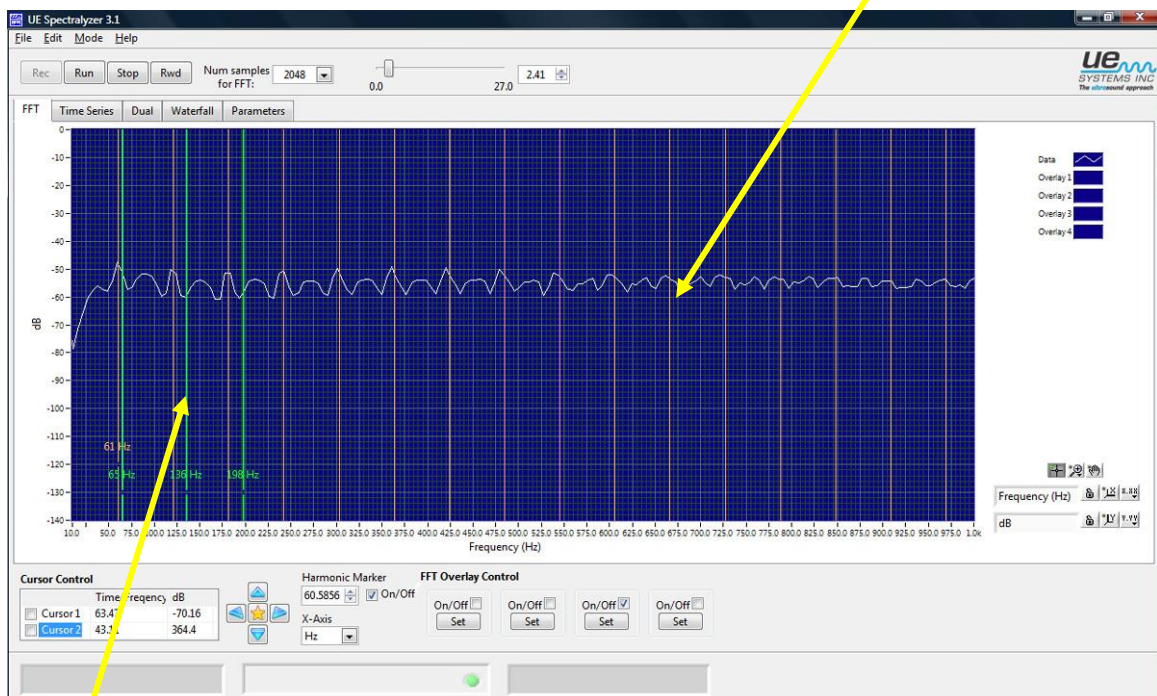 UE Spectralyzer 3.1
File Edit Mode Help
Rec Run Stop Rwd Num samples for FFT: 2048 0.0 27.0 2.41
ue
SYSTEMS INC
The ultrasound approach
FFT Time Series Dual Waterfall Parameters
0
-10
-20
-30
-40
-50
-60
-70
-80
-90
-100
-110
-120
-130
-140
dB
61 Hz
65 Hz 136 Hz 198 Hz
10.0 50.0 75.0 100.0 125.0 150.0 175.0 200.0 225.0 250.0 275.0 300.0 325.0 350.0 375.0 400.0 425.0 450.0 475.0 500.0 525.0 550.0 575.0 600.0 625.0 650.0 675.0 700.0 725.0 750.0 775.0 800.0 825.0 850.0 875.0 900.0 925.0 950.0 1.0k
Frequency (Hz)
Data
Overlay 1
Overlay 2
Overlay 3
Overlay 4
Frequency (Hz)
dB
Cursor Control
Time/Freqency dB
Cursor 1 63.47 -70.16
Cursor 2 364.4
Harmonic Marker
60.5856 On/Off
X-Axis
Hz
FFT Overlay Control
On/Off On/Off On/Off On/Off
Set Set Set Set